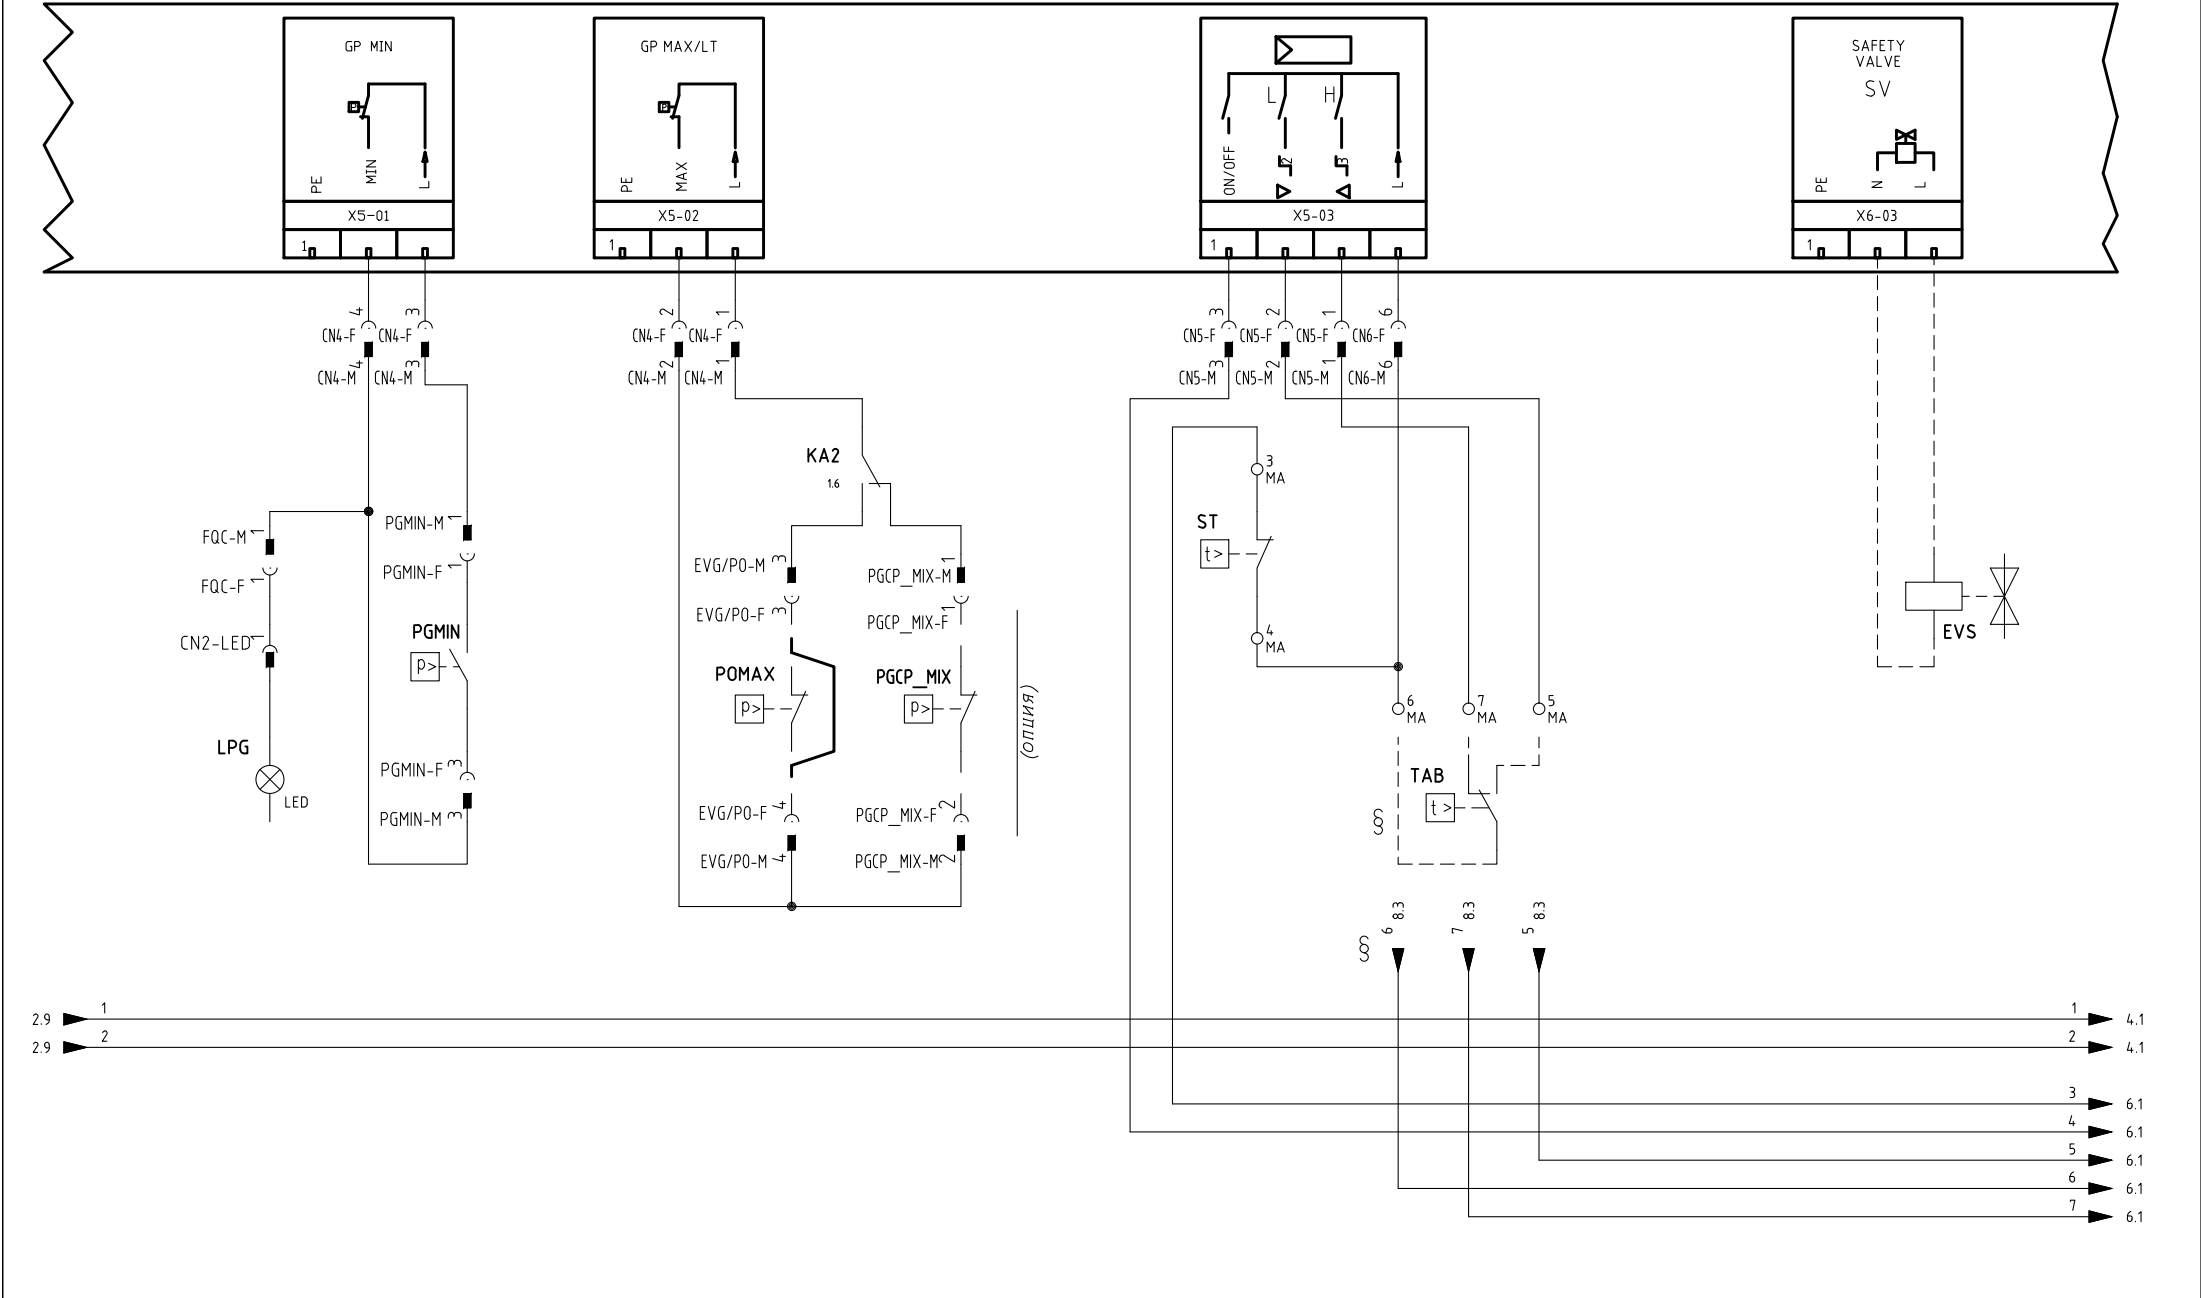 GP MIN
GP MAX/LT
SAFETY
VALVE
SV
L
H
P
P
PE
MIN
L
PE
MAX
L
ON/OFF
2
3
L
PE
N
L
X5-01
X5-02
X5-03
X6-03
1
1
1
1
4
3
2
1
3
2
1
6
CN4-F
CN4-F
CN4-F
CN4-F
CN5-F
CN5-F
CN5-F
CN6-F
4
3
2
1
3
2
1
6
CN4-M
CN4-M
CN4-M
CN4-M
CN5-M
CN5-M
CN5-M
CN6-M
KA2
1.6
3
MA
ST
t>
4
MA
FQC-M 1
FQC-F 1
CN2-LED 1
LPG
LED
PGMIN-M 1
PGMIN-F 1
PGMIN
p>
PGMIN-F 3
PGMIN-M 3
EVG/PO-M 3
EVG/PO-F 3
POMAX
p>
EVG/PO-F 4
EVG/PO-M 4
PGCP_MIX-M 1
PGCP_MIX-F 1
PGCP_MIX
p>
PGCP_MIX-F 2
PGCP_MIX-M 2
(ОПЦИЯ)
6
MA
7
MA
5
MA
TAB
t >
§
EVS
6 8.3
7 8.3
5 8.3
§
2.9 1
1 4.1
2.9 2
2 4.1
3 6.1
4 6.1
5 6.1
6 6.1
7 6.1